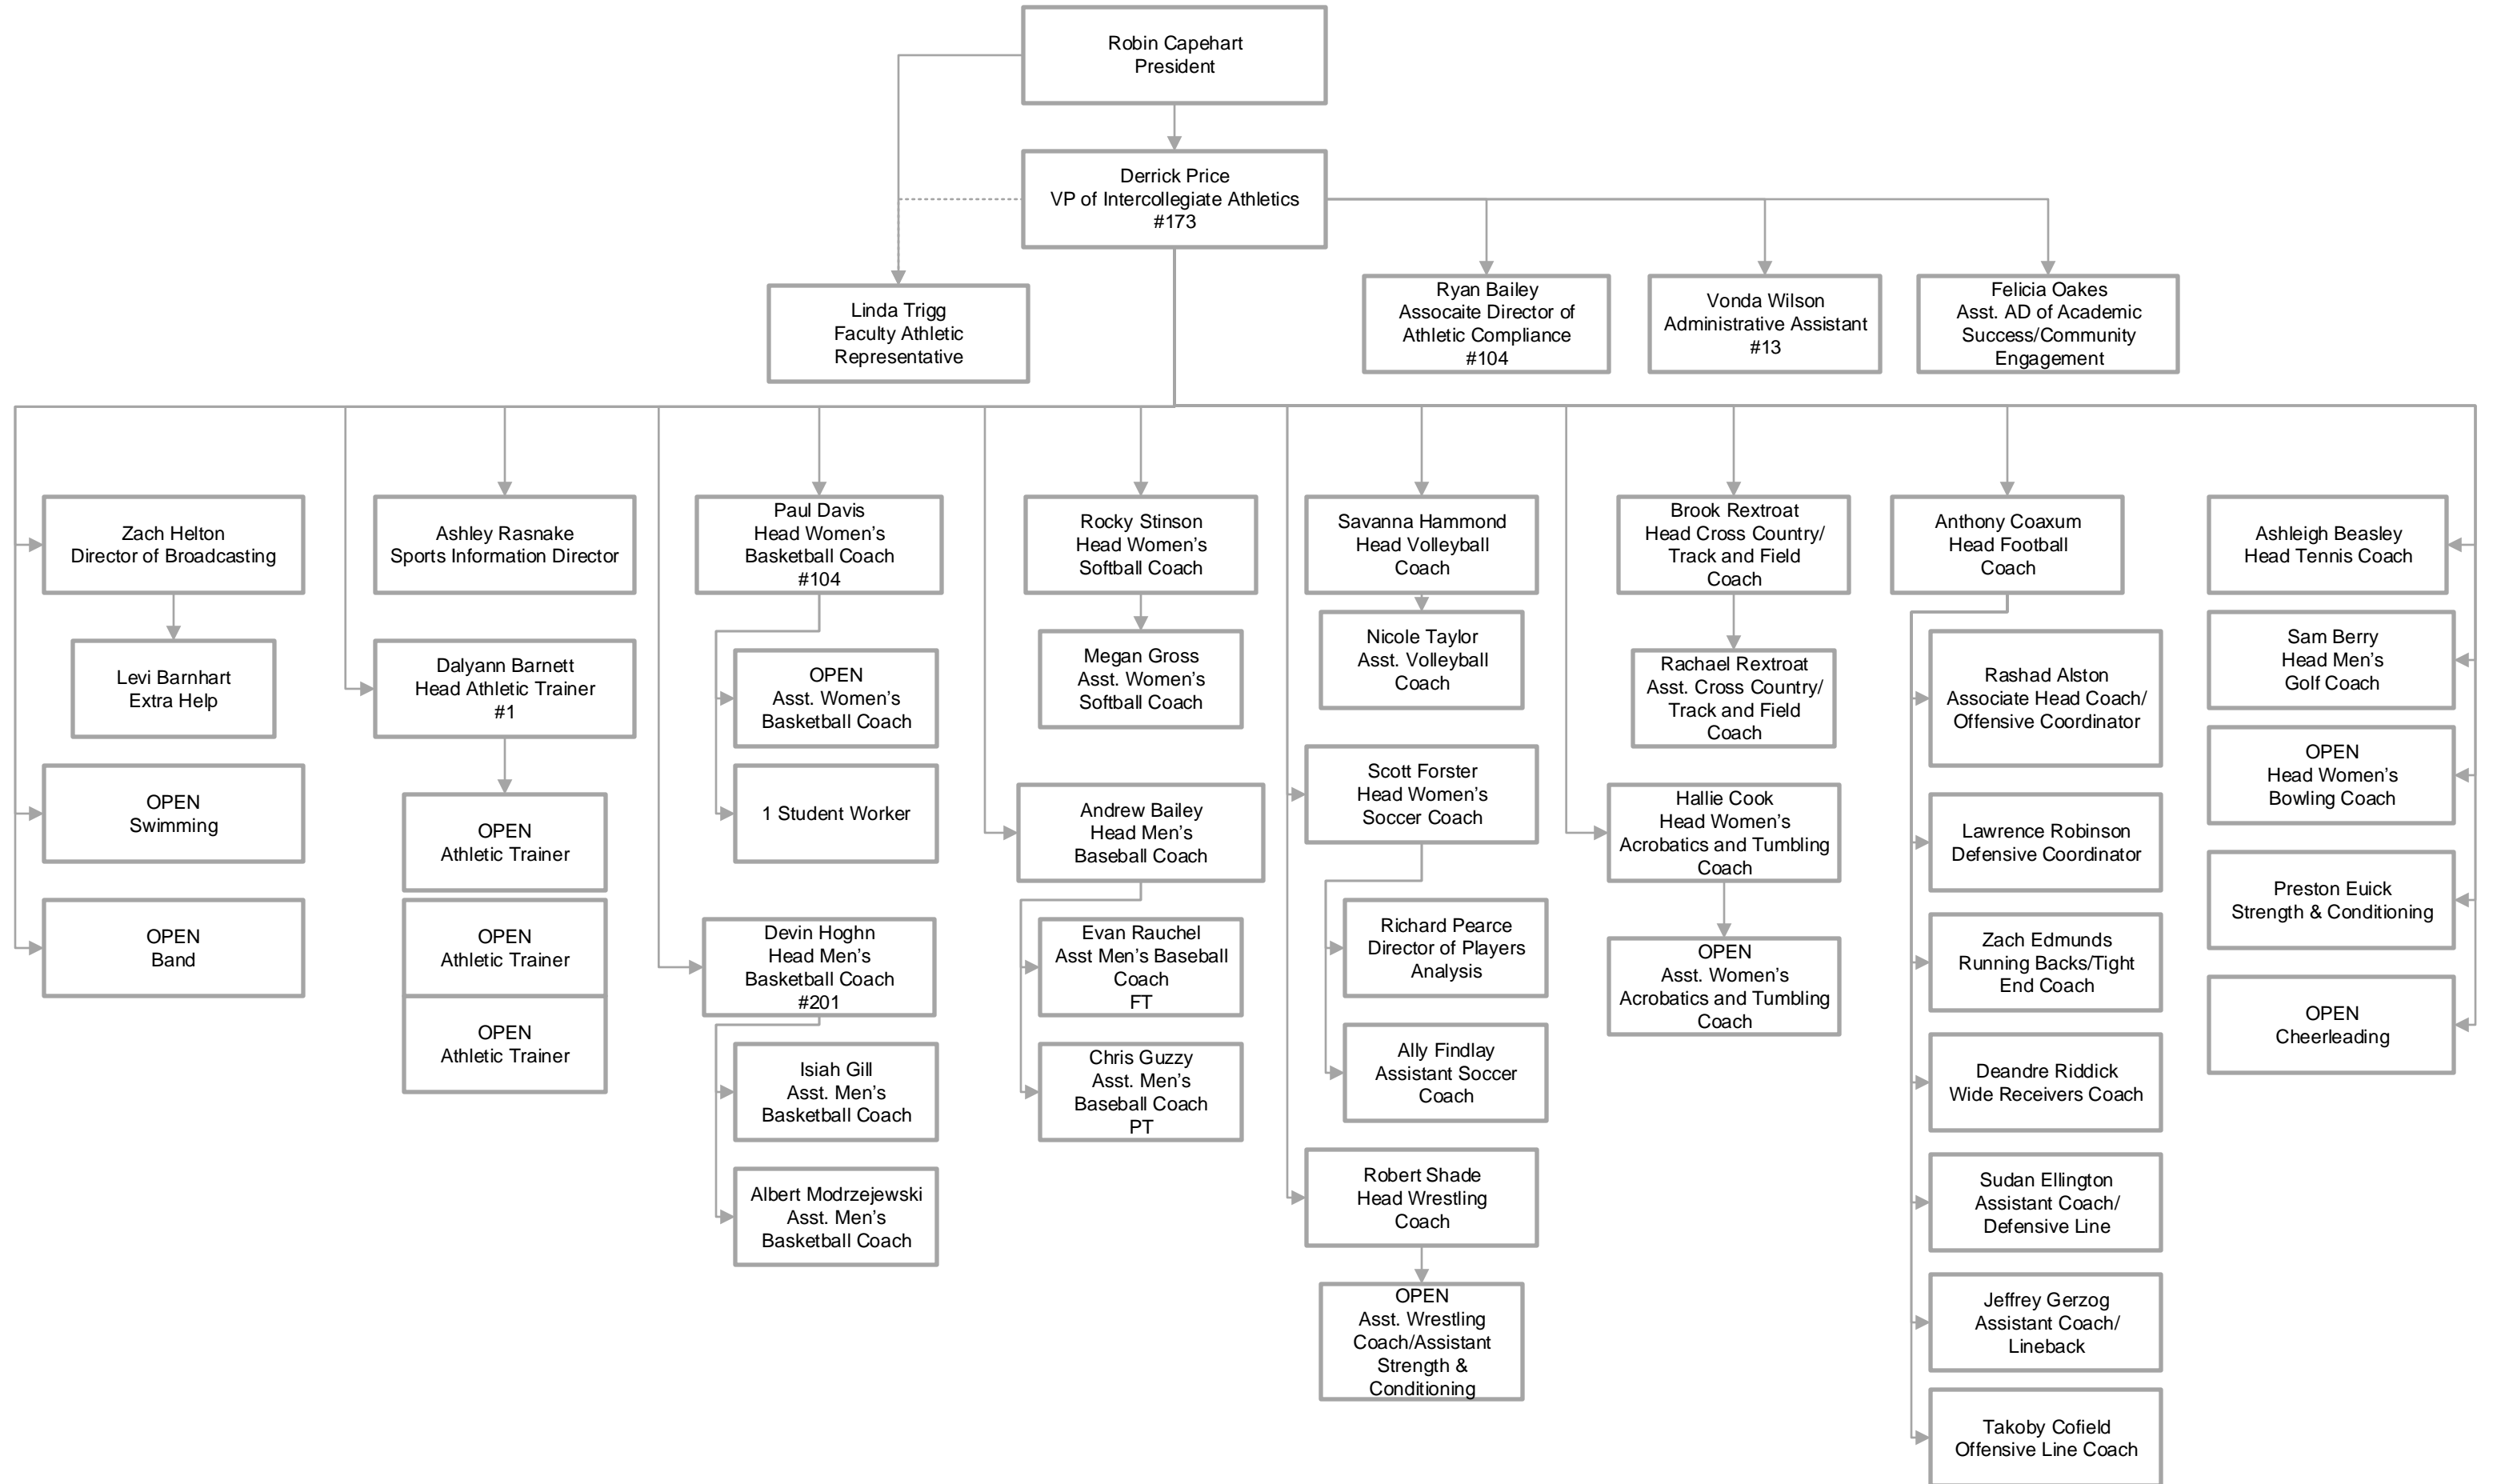 Robin Capehart
President
Derrick Price
VP of Intercollegiate Athletics
#173
Linda Trigg
Faculty Athletic
Representative
Ryan Bailey
Assocaite Director of
Athletic Compliance
#104
Vonda Wilson
Administrative Assistant
#13
Felicia Oakes
Asst. AD of Academic
Success/Community
Engagement
Zach Helton
Director of Broadcasting
Levi Barnhart
Extra Help
OPEN
Swimming
OPEN
Band
Ashley Rasnake
Sports Information Director
Dalyann Barnett
Head Athletic Trainer
#1
OPEN
Athletic Trainer
OPEN
Athletic Trainer
OPEN
Athletic Trainer
Paul Davis
Head Women’s
Basketball Coach
#104
OPEN
Asst. Women’s
Basketball Coach
1 Student Worker
Devin Hoghn
Head Men’s
Basketball Coach
#201
Isiah Gill
Asst. Men’s
Basketball Coach
Albert Modrzejewski
Asst. Men’s
Basketball Coach
Rocky Stinson
Head Women’s
Softball Coach
Megan Gross
Asst. Women’s
Softball Coach
Andrew Bailey
Head Men’s
Baseball Coach
Evan Rauchel
Asst Men’s Baseball
Coach
FT
Chris Guzzy
Asst. Men’s
Baseball Coach
PT
Savanna Hammond
Head Volleyball
Coach
Nicole Taylor
Asst. Volleyball
Coach
Scott Forster
Head Women’s
Soccer Coach
Richard Pearce
Director of Players
Analysis
Ally Findlay
Assistant Soccer
Coach
Robert Shade
Head Wrestling
Coach
OPEN
Asst. Wrestling
Coach/Assistant
Strength &
Conditioning
Brook Rextroat
Head Cross Country/
Track and Field
Coach
Rachael Rextroat
Asst. Cross Country/
Track and Field
Coach
Hallie Cook
Head Women’s
Acrobatics and Tumbling
Coach
OPEN
Asst. Women’s
Acrobatics and Tumbling
Coach
Anthony Coaxum
Head Football
Coach
Rashad Alston
Associate Head Coach/
Offensive Coordinator
Lawrence Robinson
Defensive Coordinator
Zach Edmunds
Running Backs/Tight
End Coach
Deandre Riddick
Wide Receivers Coach
Sudan Ellington
Assistant Coach/
Defensive Line
Jeffrey Gerzog
Assistant Coach/
Lineback
Takoby Cofield
Offensive Line Coach
Ashleigh Beasley
Head Tennis Coach
Sam Berry
Head Men’s
Golf Coach
OPEN
Head Women’s
Bowling Coach
Preston Euick
Strength & Conditioning
OPEN
Cheerleading